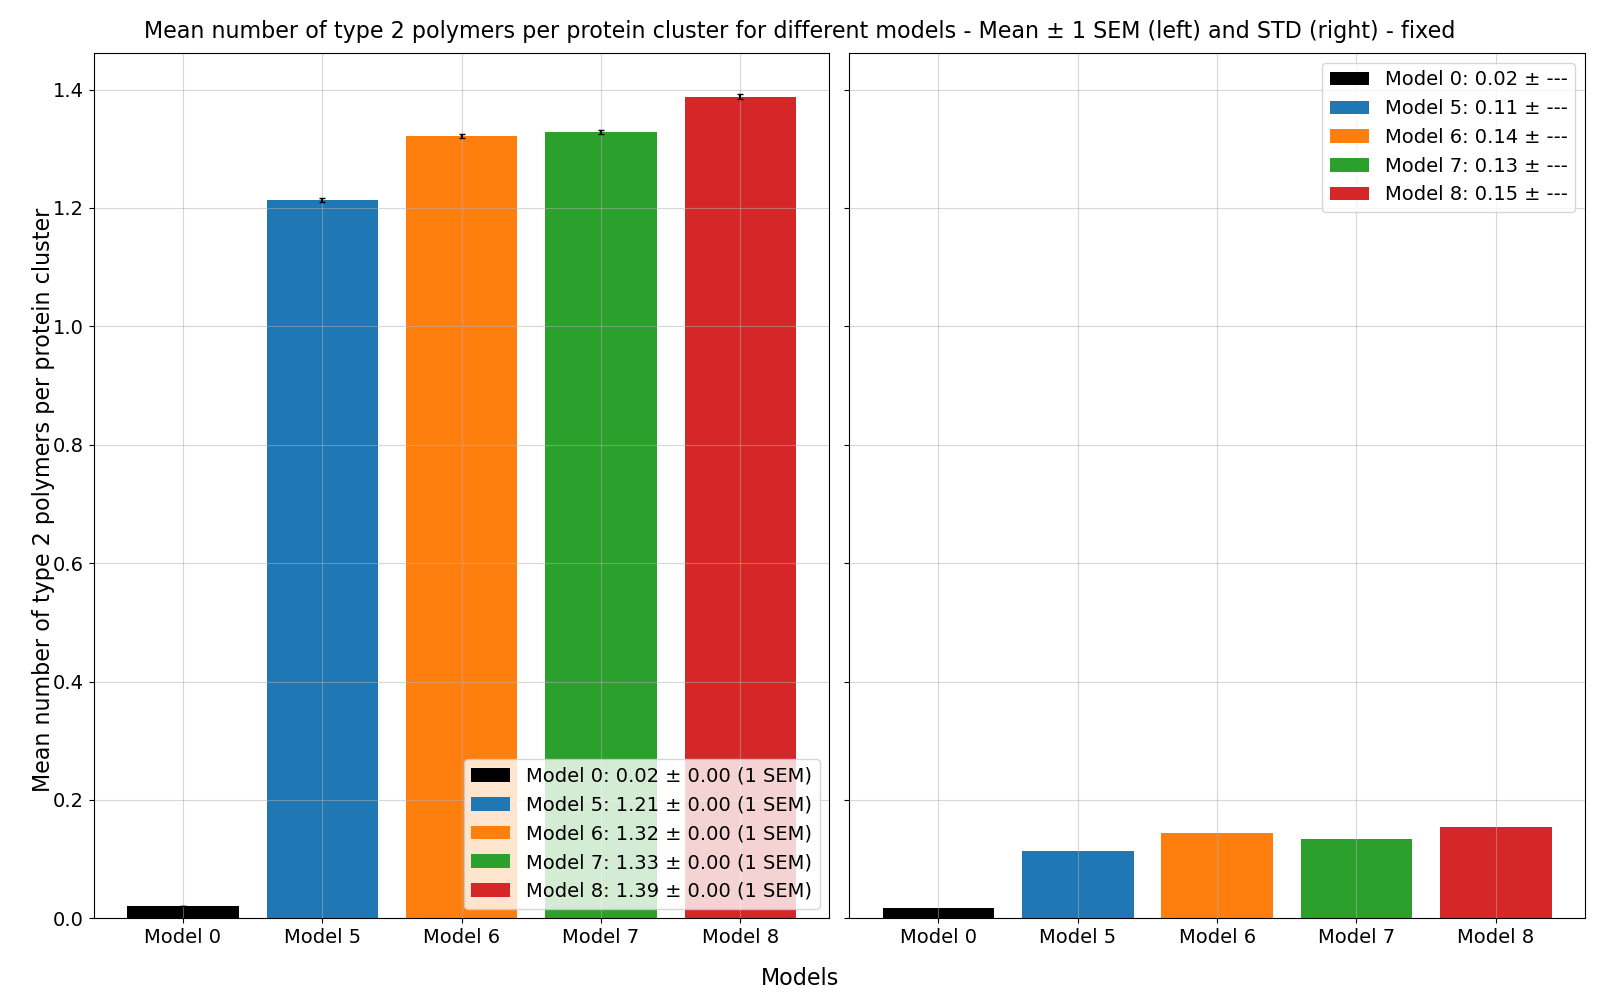 Mean number of type 2 polymers per protein cluster for different models - Mean ± 1 SEM (left) and STD (right) - fixed
Mean number of type 2 polymers per protein cluster
1.4
1.2
1.0
0.8
0.6
0.4
0.2
0.0
Model 0: 0.02 ± 0.00 (1 SEM)
Model 5: 1.21 ± 0.00 (1 SEM)
Model 6: 1.32 ± 0.00 (1 SEM)
Model 7: 1.33 ± 0.00 (1 SEM)
Model 8: 1.39 ± 0.00 (1 SEM)
Model 0 Model 5 Model 6 Model 7 Model 8
Model 0: 0.02 ± ---
Model 5: 0.11 ± ---
Model 6: 0.14 ± ---
Model 7: 0.13 ± ---
Model 8: 0.15 ± ---
Model 0 Model 5 Model 6 Model 7 Model 8
Models